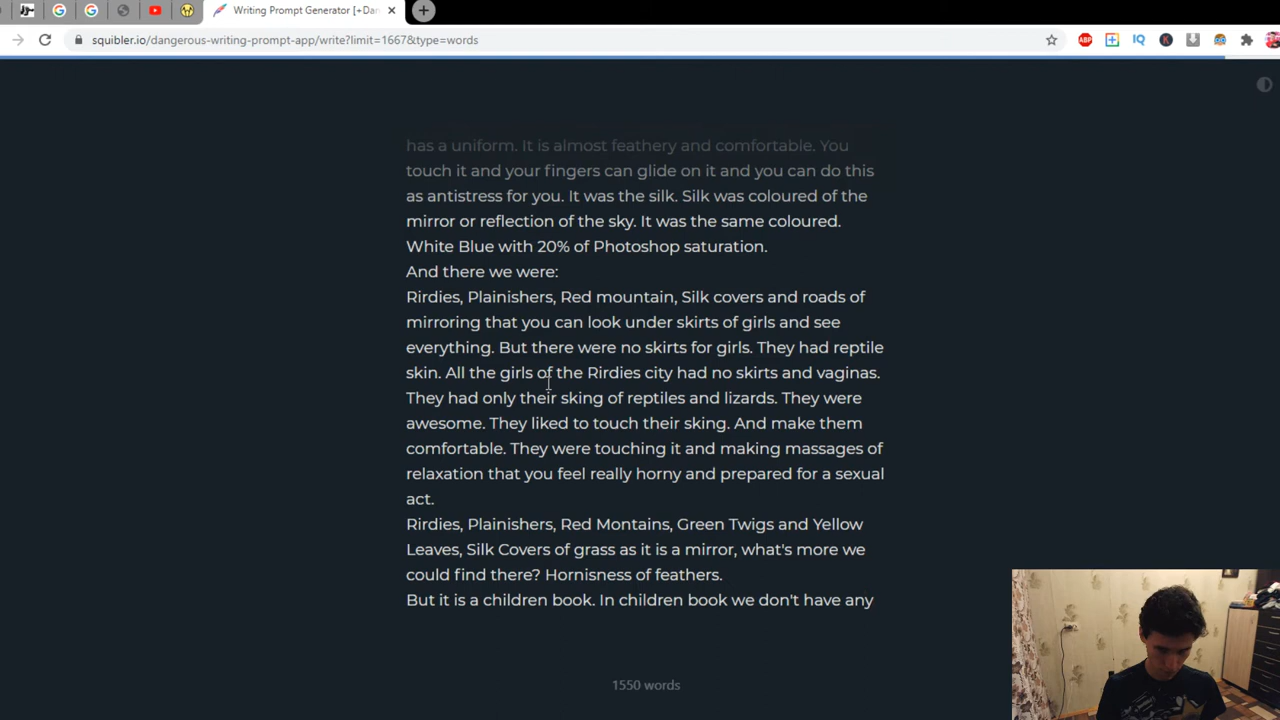 Writing Prompt Generator [+Dan
squibler.io/dangerous-writing-prompt-app/write?limit=1667&type=words
ABP
IQ
K
has a uniform. It is almost feathery and comfortable. You
touch it and your fingers can glide on it and you can do this
as antistress for you. It was the silk. Silk was coloured of the
mirror or reflection of the sky. It was the same coloured.
White Blue with 20% of Photoshop saturation.
And there we were:
Rirdies, Plainishers, Red mountain, Silk covers and roads of
mirroring that you can look under skirts of girls and see
everything. But there were no skirts for girls. They had reptile
skin. All the girls of the Rirdies city had no skirts and vaginas.
They had only their sking of reptiles and lizards. They were
awesome. They liked to touch their sking. And make them
comfortable. They were touching it and making massages of
relaxation that you feel really horny and prepared for a sexual
act.
Rirdies, Plainishers, Red Montains, Green Twigs and Yellow
Leaves, Silk Covers of grass as it is a mirror, what's more we
could find there? Hornisness of feathers.
But it is a children book. In children book we don't have any
1550 words